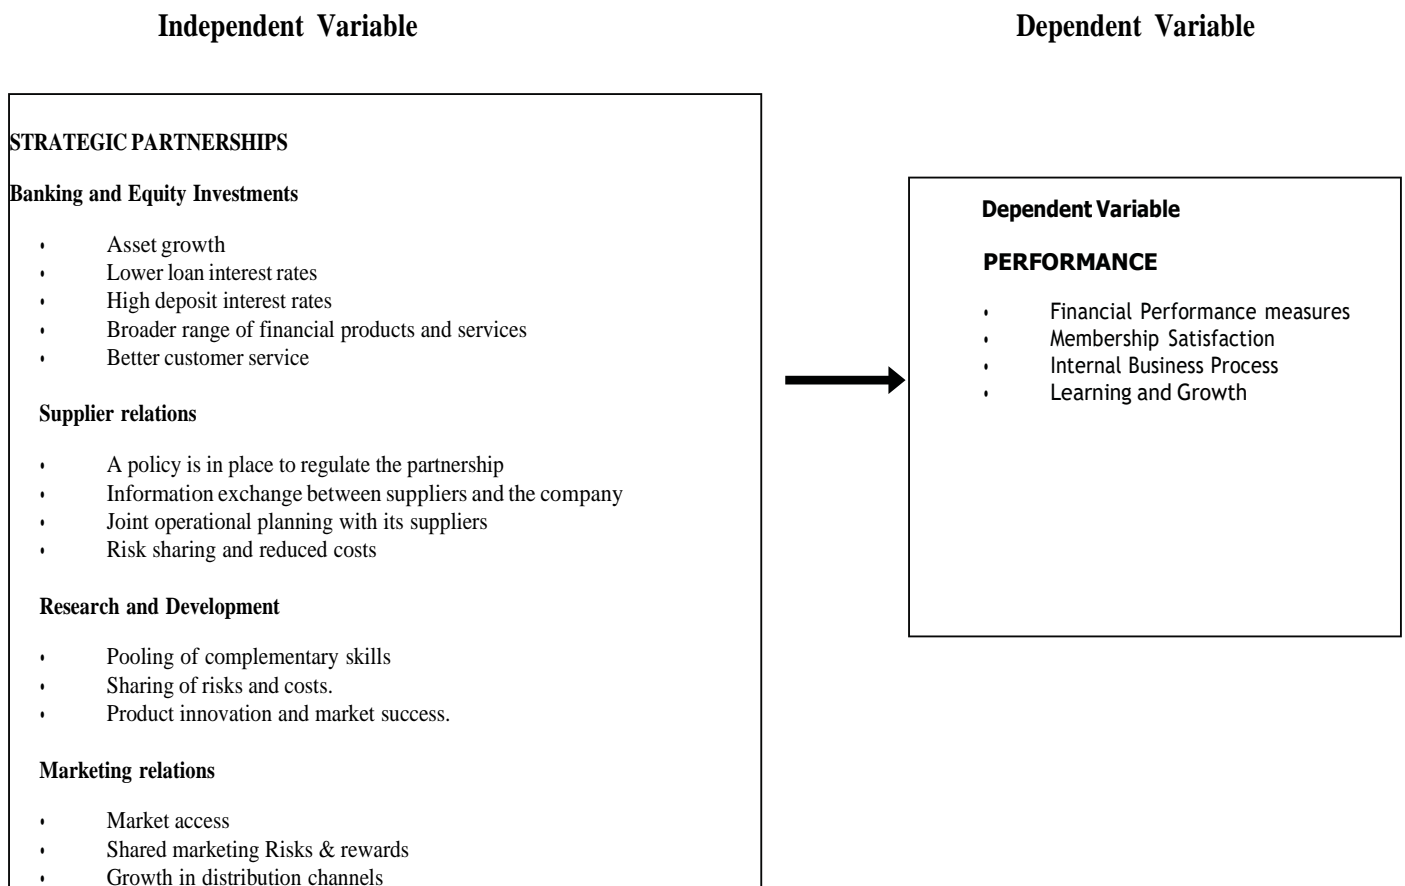 Independent Variable
Dependent Variable
STRATEGIC PARTNERSHIPS
Banking and Equity Investments
• Asset growth
• Lower loan interest rates
• High deposit interest rates
• Broader range of financial products and services
• Better customer service
Supplier relations
• A policy is in place to regulate the partnership
• Information exchange between suppliers and the company
• Joint operational planning with its suppliers
• Risk sharing and reduced costs
Research and Development
• Pooling of complementary skills
• Sharing of risks and costs.
• Product innovation and market success.
Marketing relations
• Market access
• Shared marketing Risks & rewards
• Growth in distribution channels
Dependent Variable
PERFORMANCE
• Financial Performance measures
• Membership Satisfaction
• Internal Business Process
• Learning and Growth